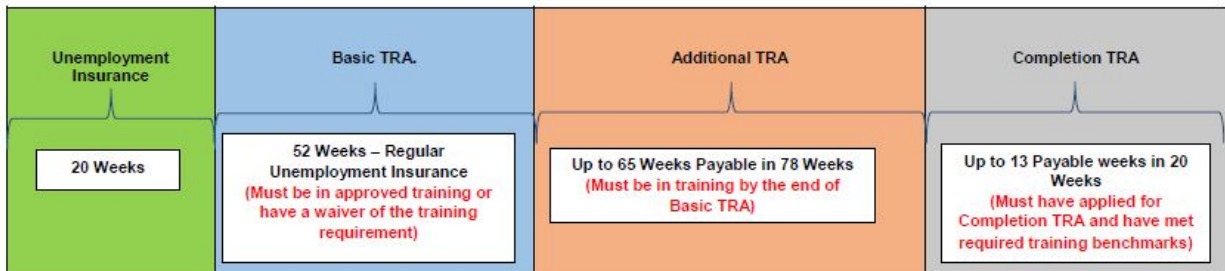 Unemployment
Insurance
Basic TRA.
Additional TRA
Completion TRA
20 Weeks
52 Weeks – Regular
Unemployment Insurance
(Must be in approved training or
have a waiver of the training
requirement)
Up to 65 Weeks Payable in 78 Weeks
(Must be in training by the end of
Basic TRA)
Up to 13 Payable weeks in 20
Weeks
(Must have applied for
Completion TRA and have met
required training benchmarks)